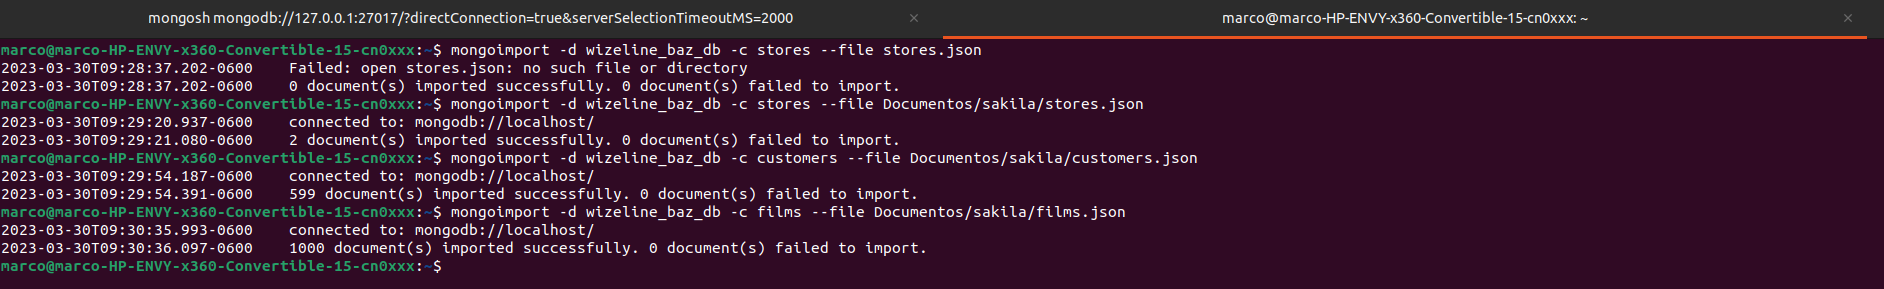 mongosh mongodb://127.0.0.1:27017/?directConnection=true&serverSelectionTimeoutMS=2000 × marco@marco-HP-ENVY-x360-Convertible-15-cn0xxx: ~ ×
marco@marco-HP-ENVY-x360-Convertible-15-cn0xxx:~$ mongoimport -d wizeline_baz_db -c stores --file stores.json
2023-03-30T09:28:37.202-0600    Failed: open stores.json: no such file or directory
2023-03-30T09:28:37.202-0600    0 document(s) imported successfully. 0 document(s) failed to import.
marco@marco-HP-ENVY-x360-Convertible-15-cn0xxx:~$ mongoimport -d wizeline_baz_db -c stores --file Documentos/sakila/stores.json
2023-03-30T09:29:20.937-0600    connected to: mongodb://localhost/
2023-03-30T09:29:21.080-0600    2 document(s) imported successfully. 0 document(s) failed to import.
marco@marco-HP-ENVY-x360-Convertible-15-cn0xxx:~$ mongoimport -d wizeline_baz_db -c customers --file Documentos/sakila/customers.json
2023-03-30T09:29:54.187-0600    connected to: mongodb://localhost/
2023-03-30T09:29:54.391-0600    599 document(s) imported successfully. 0 document(s) failed to import.
marco@marco-HP-ENVY-x360-Convertible-15-cn0xxx:~$ mongoimport -d wizeline_baz_db -c films --file Documentos/sakila/films.json
2023-03-30T09:30:35.993-0600    connected to: mongodb://localhost/
2023-03-30T09:30:36.097-0600    1000 document(s) imported successfully. 0 document(s) failed to import.
marco@marco-HP-ENVY-x360-Convertible-15-cn0xxx:~$